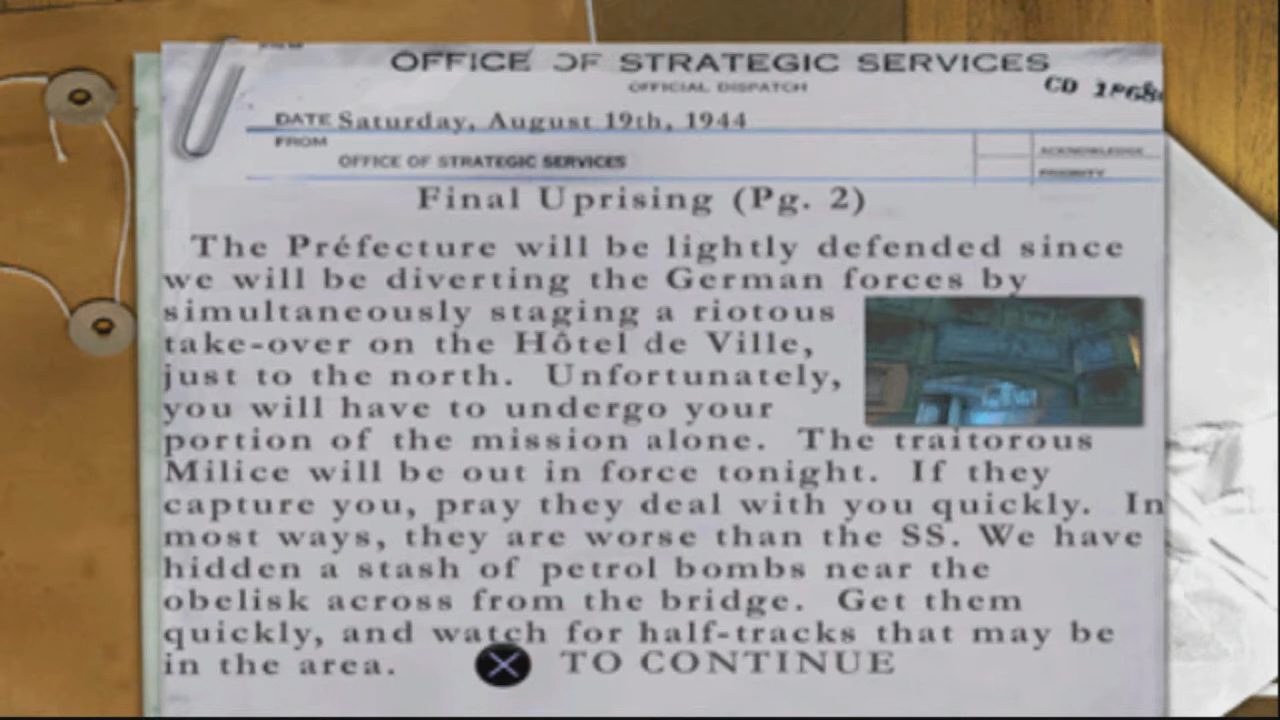 OFFICE OF STRATEGIC SERVICES
OFFICIAL DISPATCH
DATE Saturday, August 19th, 1944
FROM
OFFICE OF STRATEGIC SERVICES
ACKNOWLEDGE
PRIORITY
Final Uprising (Pg. 2)
The Préfecture will be lightly defended since
we will be diverting the German forces by
simultaneously staging a riotous
take-over on the Hôtel de Ville,
just to the north. Unfortunately,
you will have to undergo your
portion of the mission alone. The traitorous
Milice will be out in force tonight. If they
capture you, pray they deal with you quickly. In
most ways, they are worse than the SS. We have
hidden a stash of petrol bombs near the
obelisk across from the bridge. Get them
quickly, and watch for half-tracks that may be
in the area.
TO CONTINUE